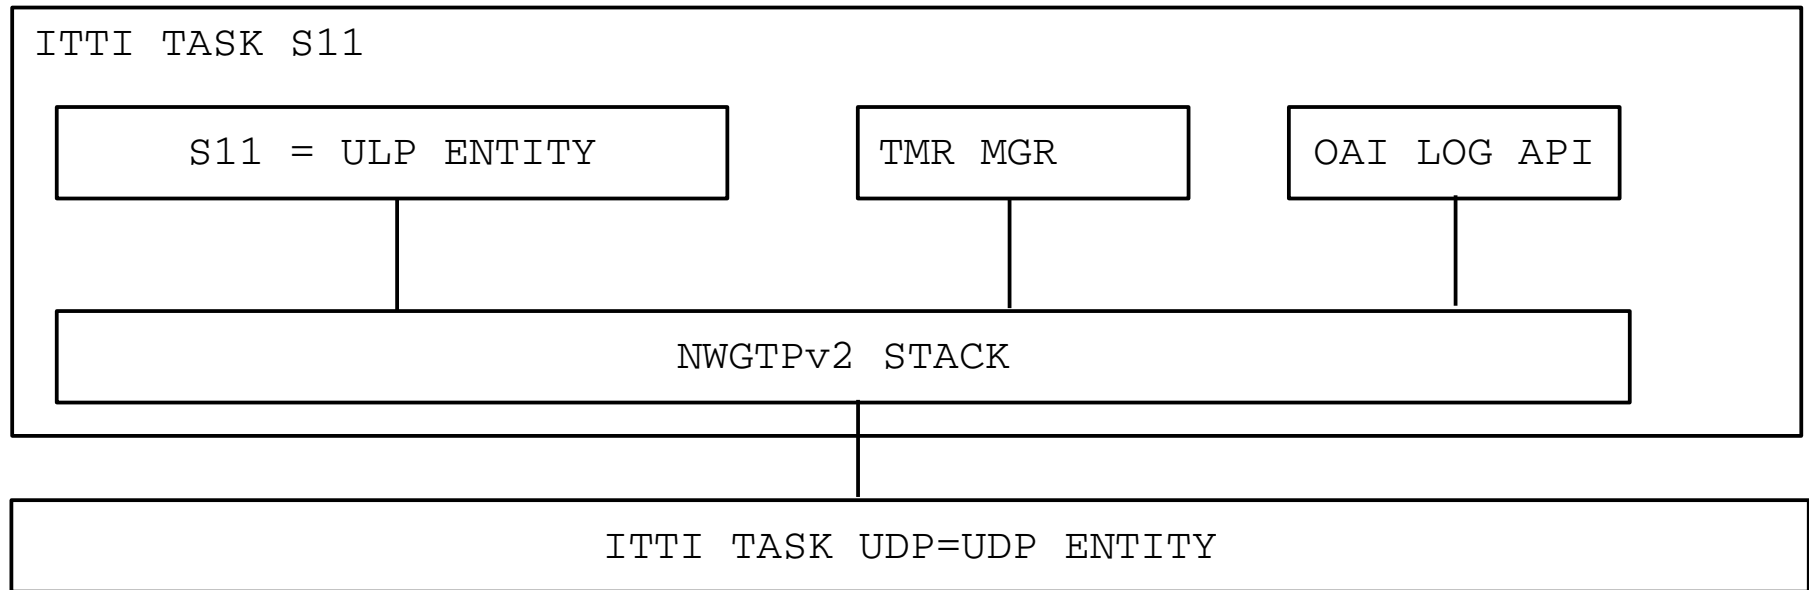 ITTI TASK S11
S11 = ULP ENTITY
TMR MGR
OAI LOG API
NWGTPv2 STACK
ITTI TASK UDP=UDP ENTITY